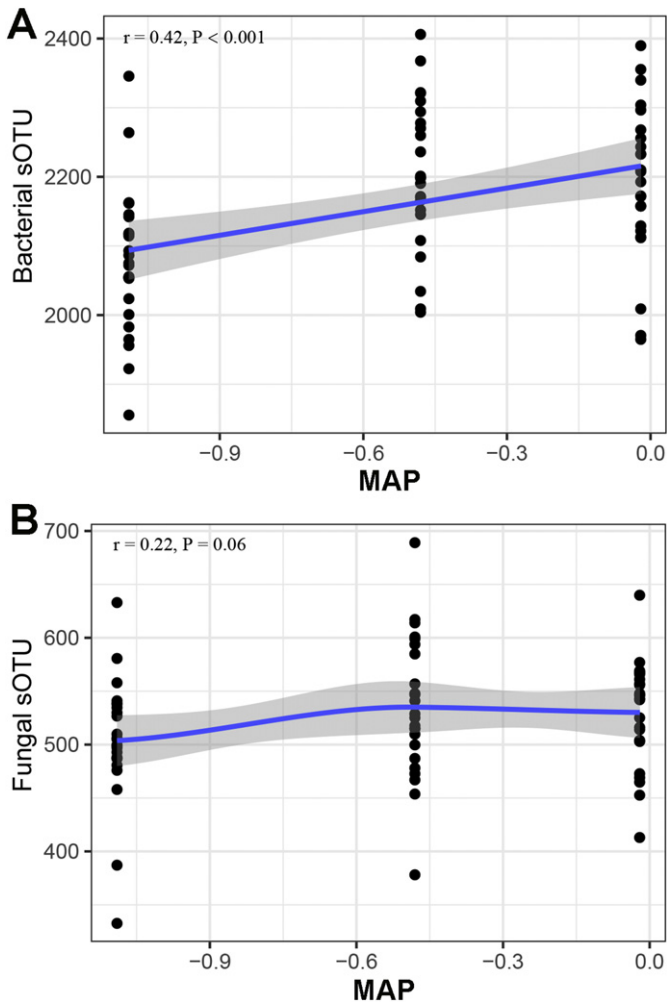 A
r = 0.42, P < 0.001
2400
2200
2000
Bacterial sOTU
−0.9 −0.6 −0.3 0.0
MAP
B
r = 0.22, P = 0.06
700
600
500
400
Fungal sOTU
−0.9 −0.6 −0.3 0.0
MAP